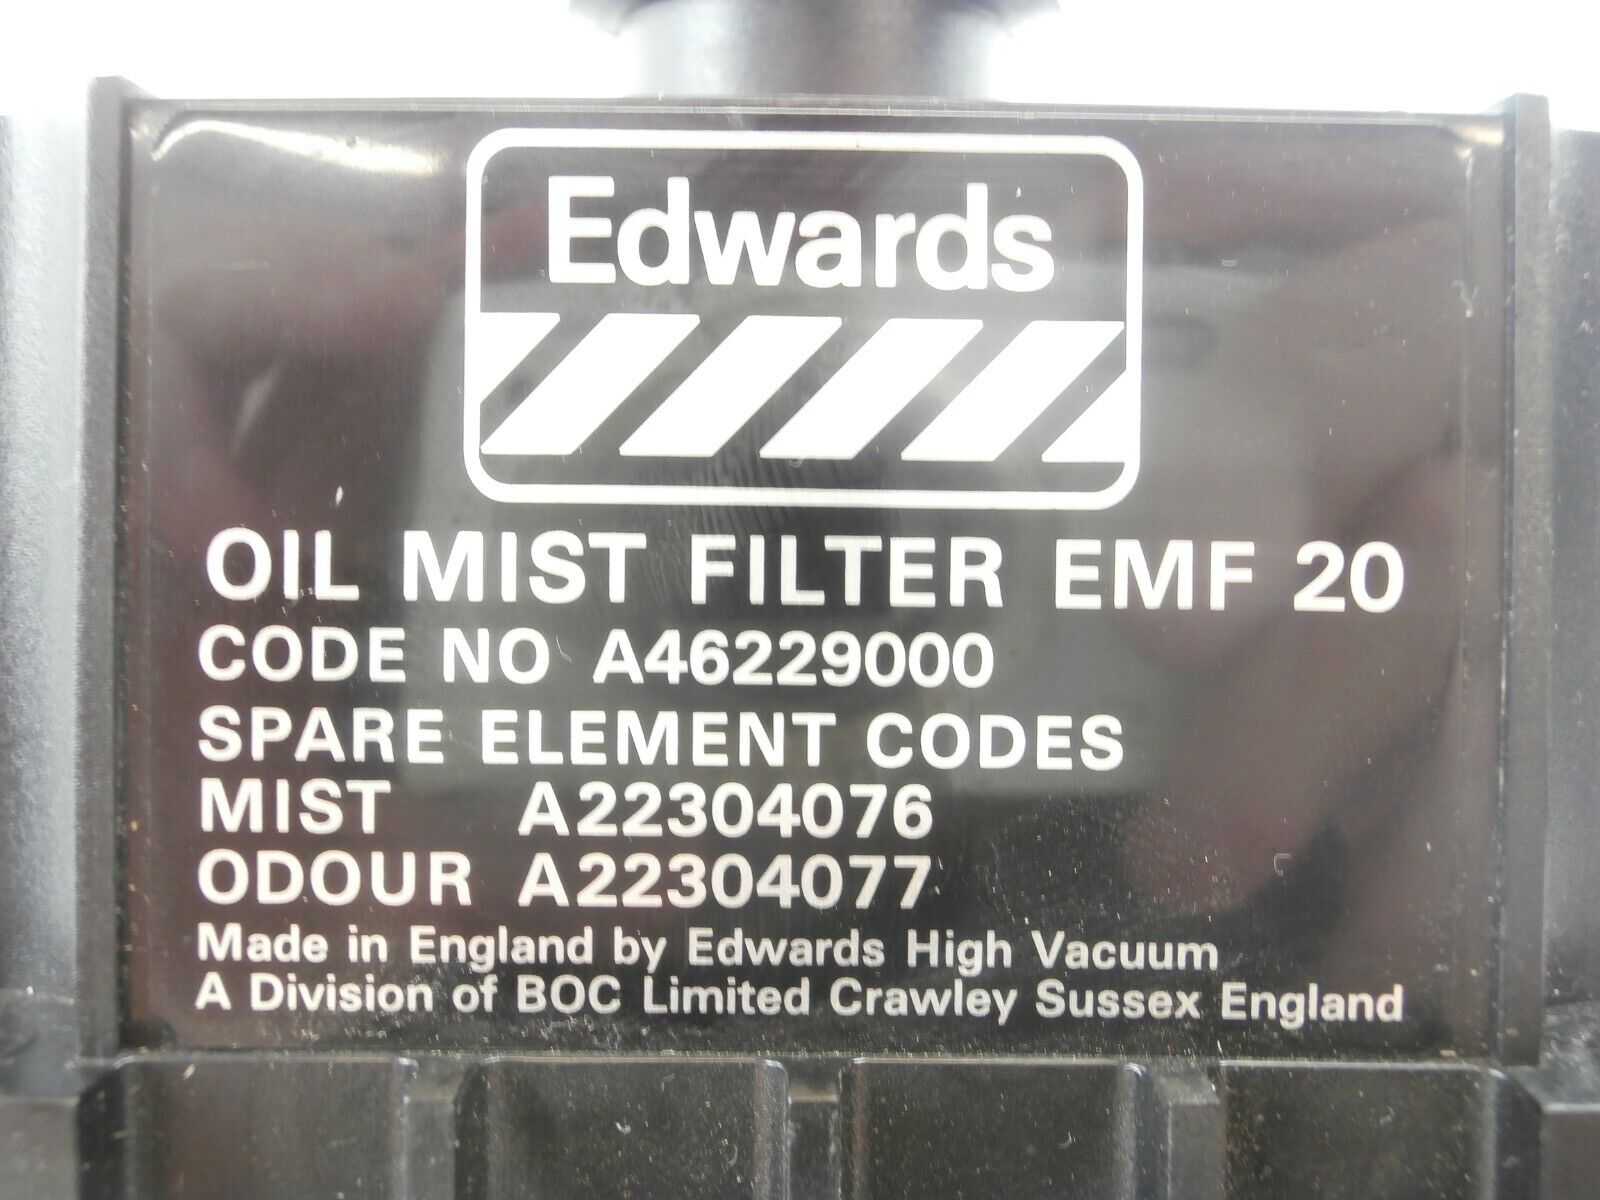 Edwards
OIL MIST FILTER EMF 20
CODE NO A46229000
SPARE ELEMENT CODES
MIST A22304076
ODOUR A22304077
Made in England by Edwards High Vacuum
A Division of BOC Limited Crawley Sussex England